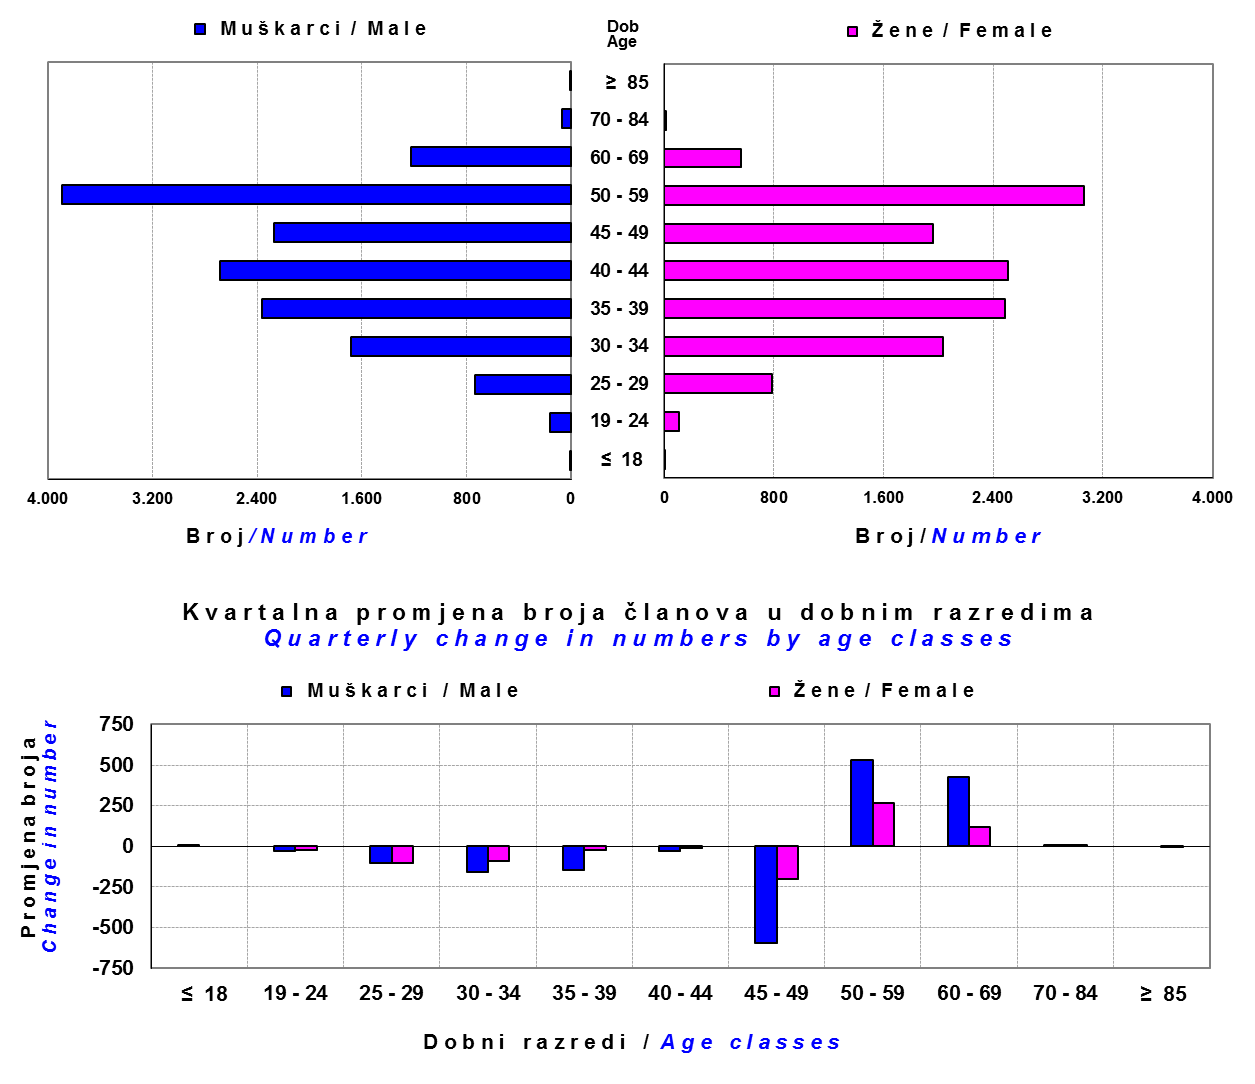 Muškarci / Male
Dob
Age
Žene / Female
≥ 85
70 - 84
60 - 69
50 - 59
45 - 49
40 - 44
35 - 39
30 - 34
25 - 29
19 - 24
≤ 18
4.000 3.200 2.400 1.600 800 0
0 800 1.600 2.400 3.200 4.000
Broj/Number
Broj/Number
Kvartalna promjena broja članova u dobnim razredima
Quarterly change in numbers by age classes
Muškarci / Male
Žene / Female
Promjena broja
Change in number
750
500
250
0
-250
-500
-750
≤ 18 19 - 24 25 - 29 30 - 34 35 - 39 40 - 44 45 - 49 50 - 59 60 - 69 70 - 84 ≥ 85
Dobni razredi / Age classes